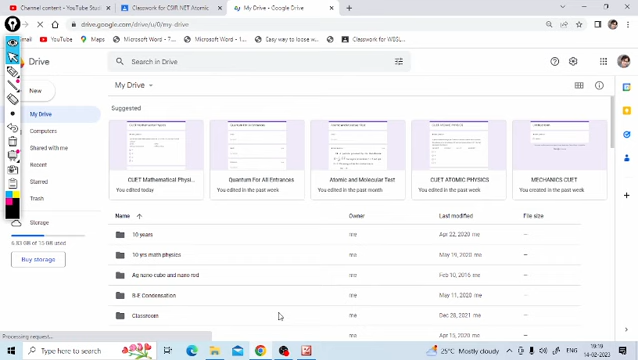 Channel content - YouTube Studio
Classwork for CSIR NET Atomic
My Drive - Google Drive
drive.google.com/drive/u/0/my-drive
mail
YouTube
Maps
Microsoft Word - 7...
Microsoft Word - 2...
Easy way to loose w...
Classwork for WBSL...
Drive
Search in Drive
New
My Drive
My Drive
Computers
Shared with me
Recent
Starred
Trash
Storage
6.83 GB of 15 GB used
Buy storage
Suggested
CUET Mathematical Physi...
You edited today
Quantum For All Entrances
You edited in the past week
Atomic and Molecular Test
You edited in the past month
CUET ATOMIC PHYSICS
You edited in the past week
MECHANICS CUET
You created in the past week
Name
Owner
Last modified
File size
10 years
me
Apr 22, 2020 me
–
10 yrs math physics
me
May 19, 2020 me
–
Ag nano cube and nano rod
me
Feb 10, 2016 me
–
B-E Condensation
me
May 11, 2020 me
–
Classroom
me
Dec 28, 2021 me
–
Apr 15, 2020 me
Processing request...
Type here to search
25°C Mostly cloudy
ENG
19:19
14-02-2023